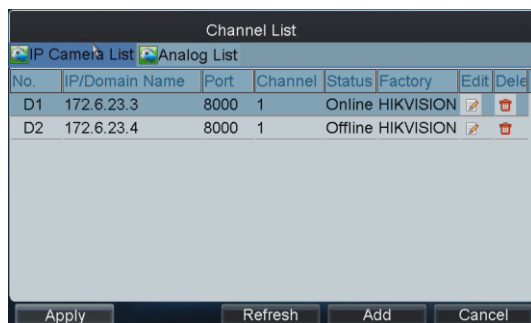 Channel List
IP Camera List Analog List
No. IP/Domain Name Port Channel Status Factory Edit Dele
D1 172.6.23.3 8000 1 Online HIKVISION
D2 172.6.23.4 8000 1 Offline HIKVISION
Apply Refresh Add Cancel